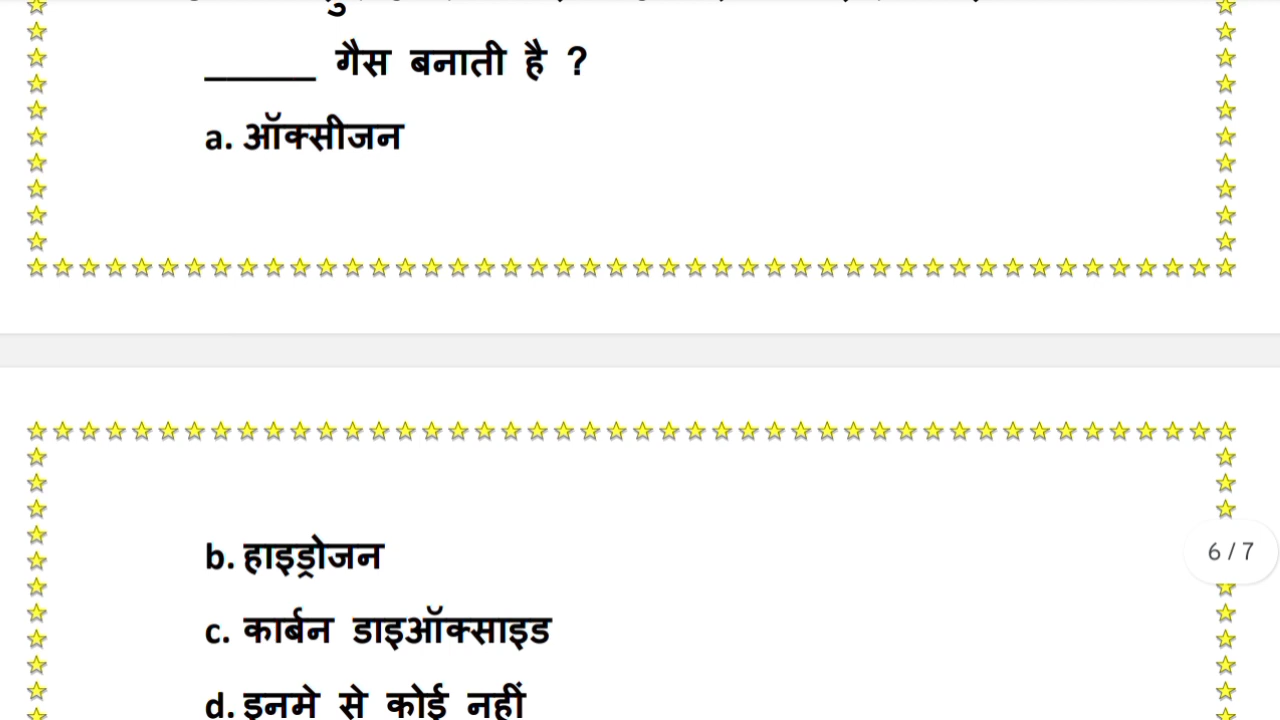 ______ गैस बनाती है ?
a. ऑक्सीजन
b. हाइड्रोजन
6 / 7
c. कार्बन डाइऑक्साइड
d. इनमे से कोई नहीं